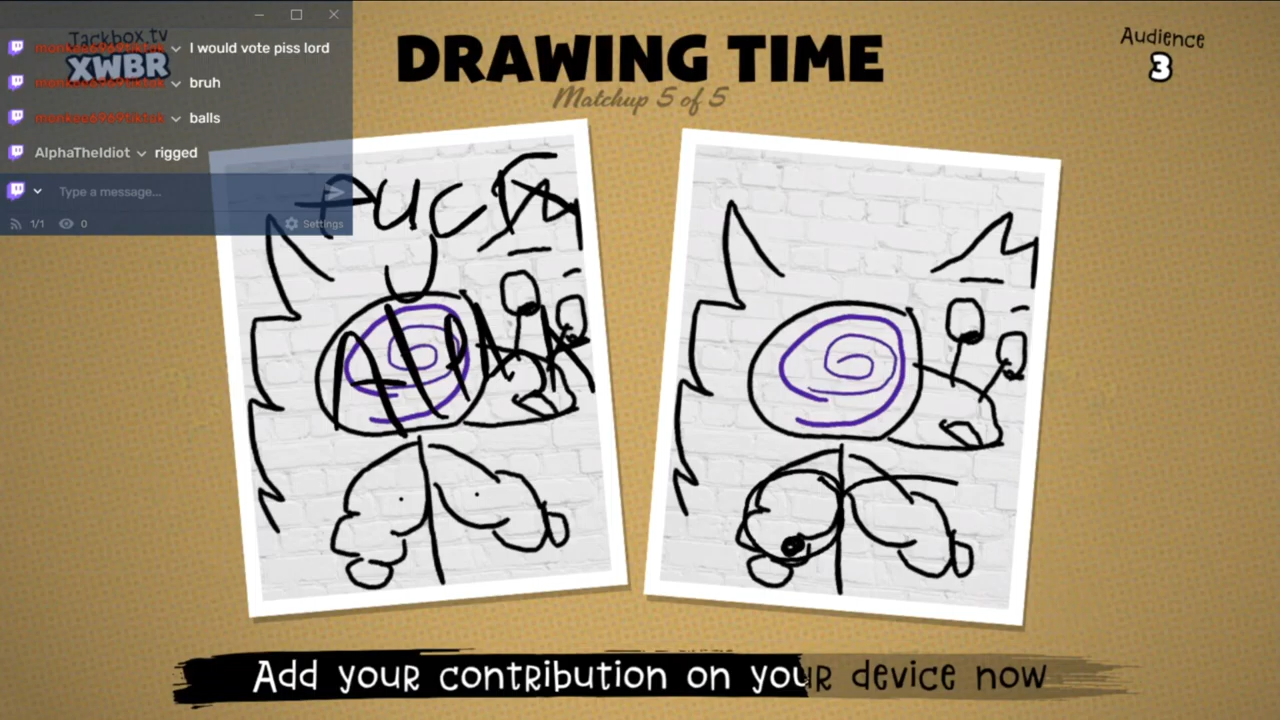 Jackbox.tv
XWBR
I would vote piss lord
bruh
balls
AlphaTheIdiot rigged
Type a message...
1/1 0 Settings
DRAWING TIME
Matchup 5 of 5
Audience
3
ALPHA
Add your contribution on your device now